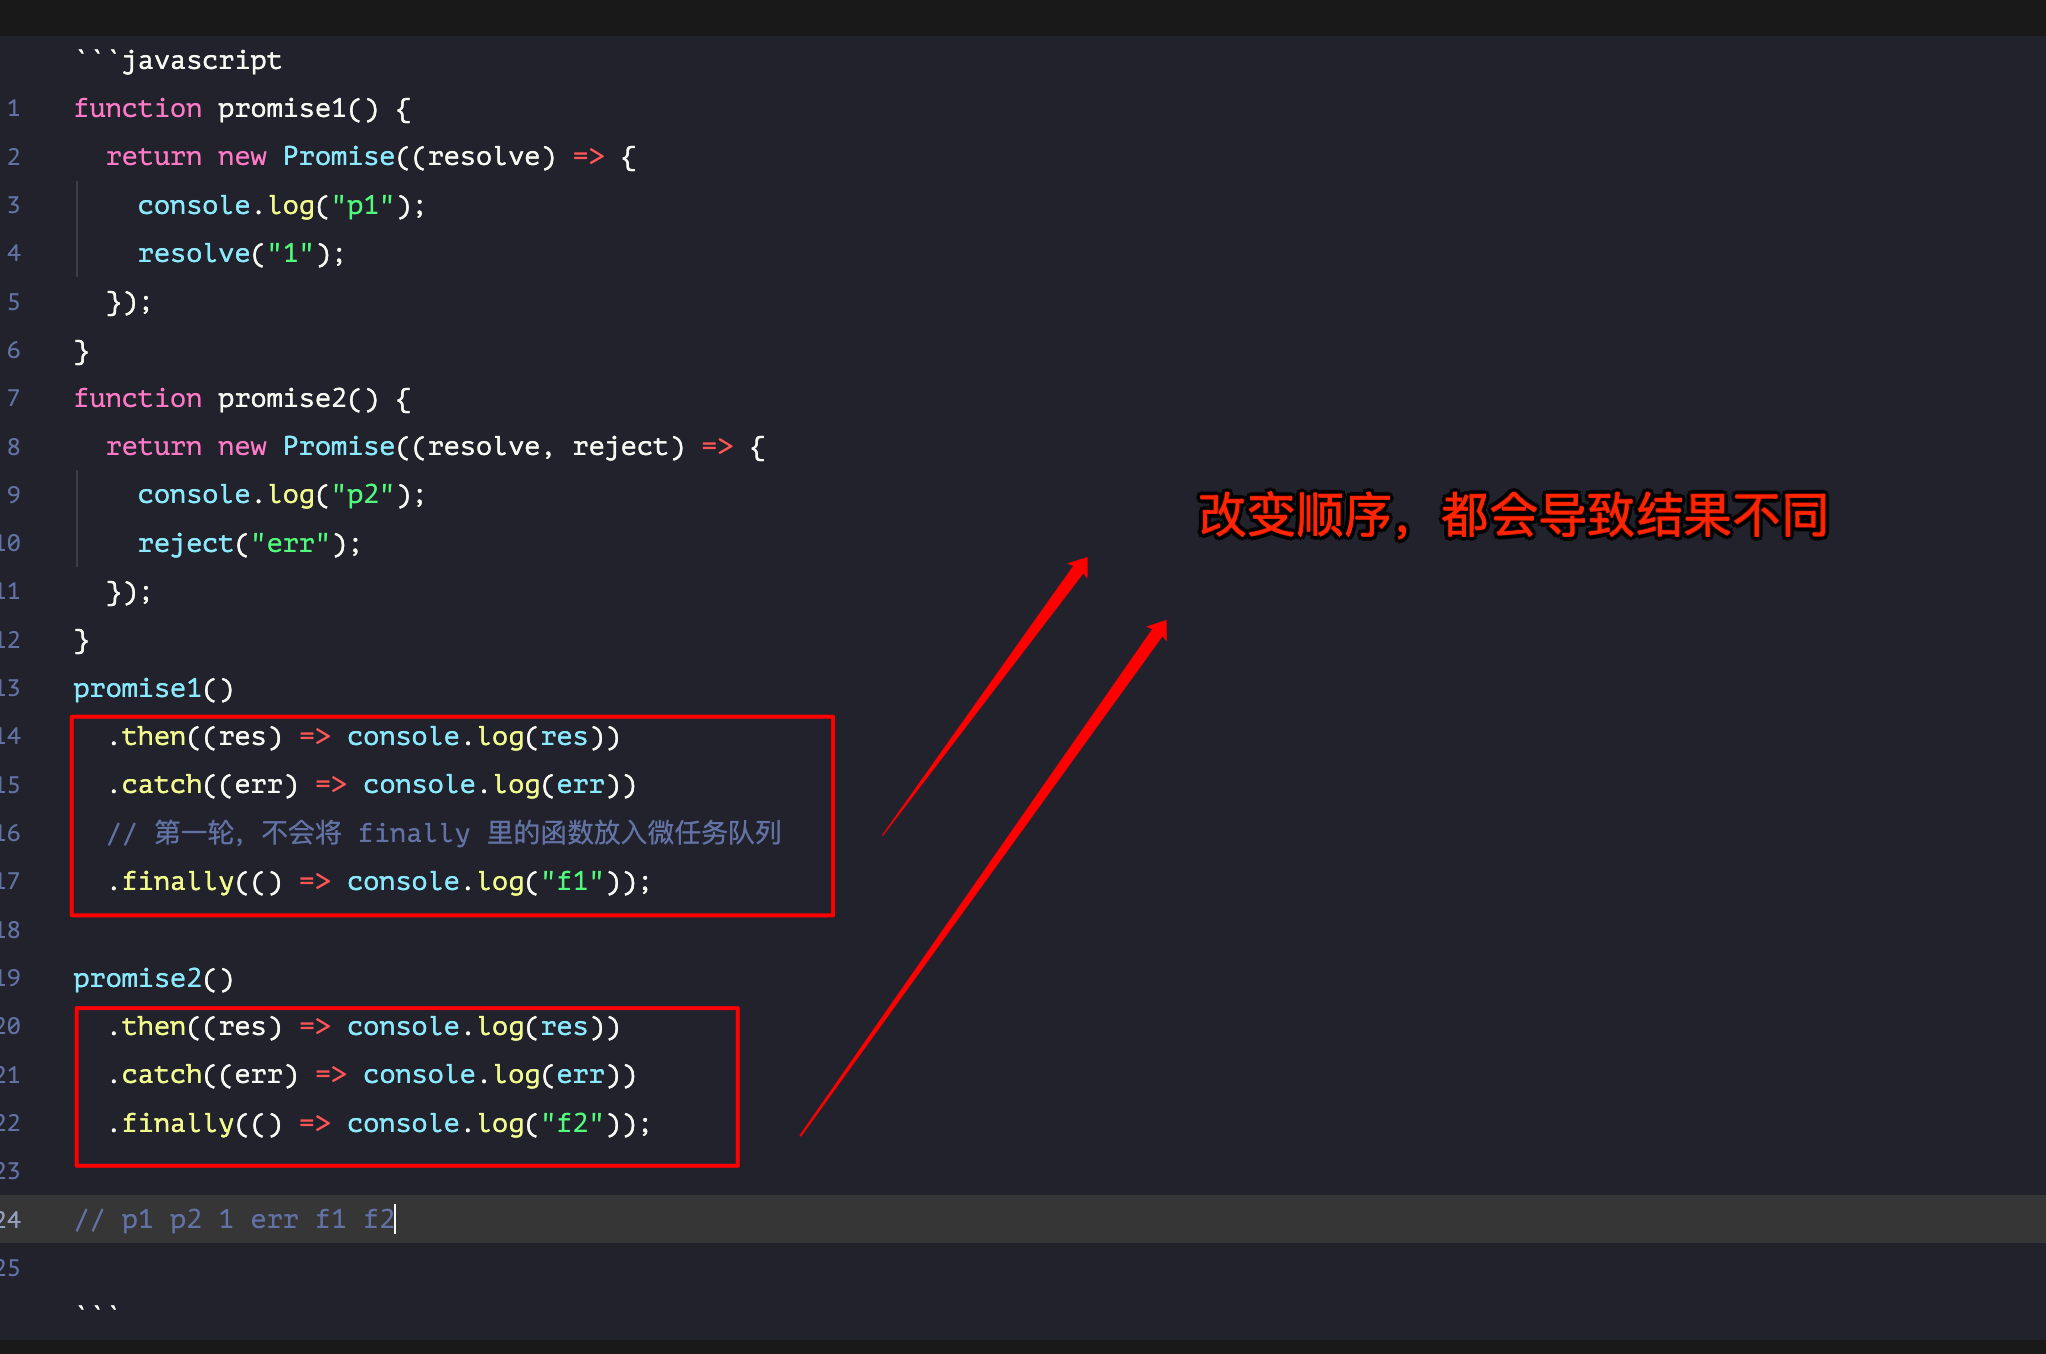 ```javascript
1 function promise1() {
2 return new Promise((resolve) => {
3 console.log("p1");
4 resolve("1");
5 });
6 }
7 function promise2() {
8 return new Promise((resolve, reject) => {
9 console.log("p2");
10 reject("err");
11 });
12 }
13 promise1()
14 .then((res) => console.log(res))
15 .catch((err) => console.log(err))
16 // 第一轮，不会将 finally 里的函数放入微任务队列
17 .finally(() => console.log("f1"));
18
19 promise2()
20 .then((res) => console.log(res))
21 .catch((err) => console.log(err))
22 .finally(() => console.log("f2"));
23
24 // p1 p2 1 err f1 f2
25
```
改变顺序，都会导致结果不同